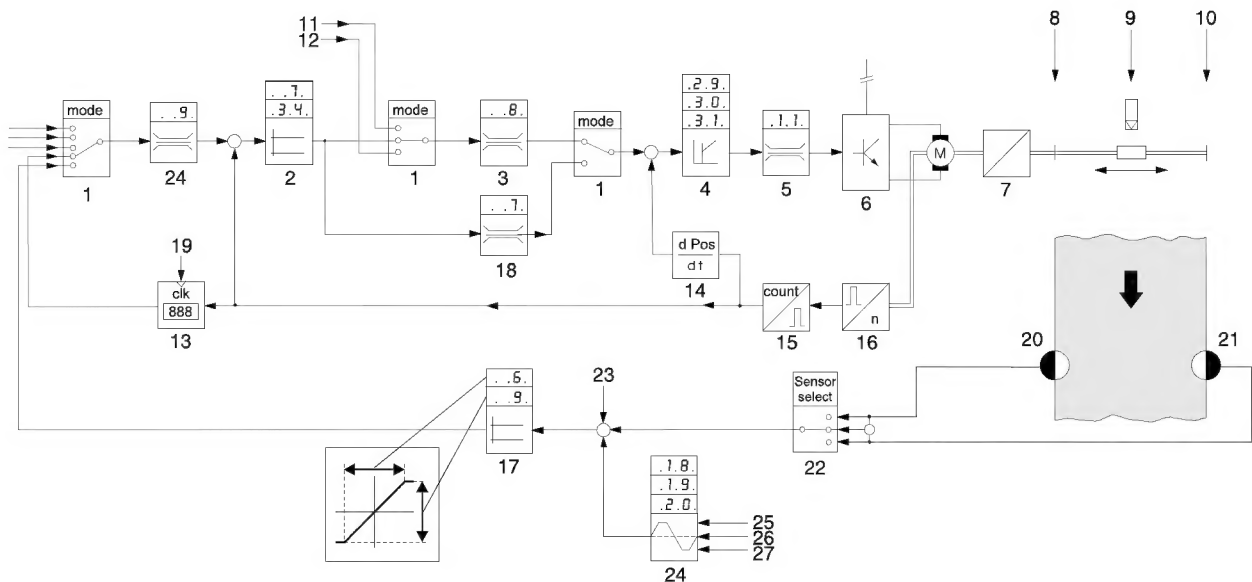 11
12
8 9 10
mode
. . 9.
. . 7.
. 3. 4.
mode
. . 8.
mode
. 2. 9.
. 3. 0.
. 3. 1.
. 1. 1.
M
1 24 2 1 3 1 4 5 6 7
. . 7.
18
d Pos
dt
14
19
clk
888
13
count
15
n
16
20 21
. . 6.
. . 9.
17
23
Sensor
select
22
. 1. 8.
. 1. 9.
. 2. 0.
25
26
27
24